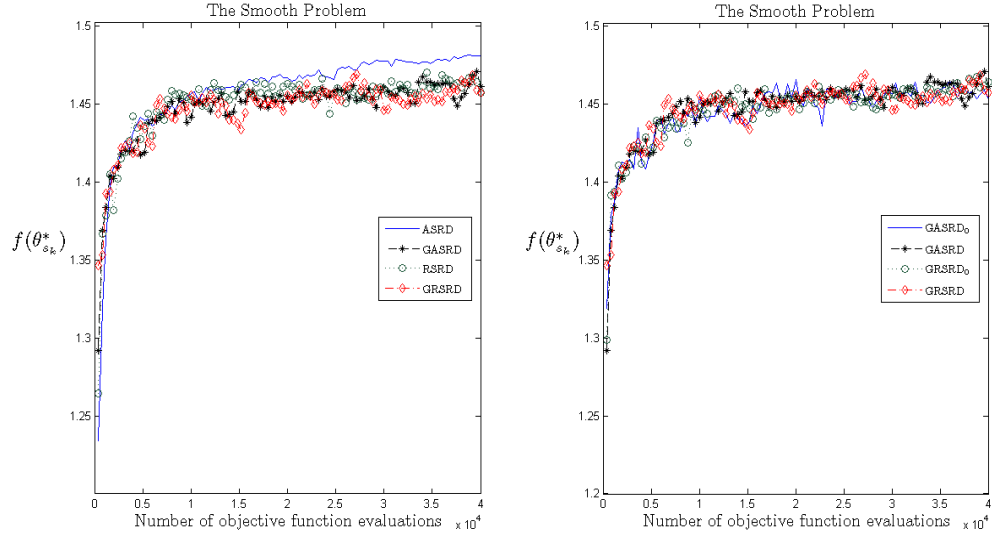 The Smooth Problem
1.5
1.45
1.4
1.35
1.3
1.25
f(θ*ₛₖ)
ASRD
GASRD
RSRD
GRSRD
0
0.5
1
1.5
2
2.5
3
3.5
4
Number of objective function evaluations
x 10⁴
The Smooth Problem
1.5
1.45
1.4
1.35
1.3
1.25
1.2
f(θ*ₛₖ)
GASRD₀
GASRD
GRSRD₀
GRSRD
0
0.5
1
1.5
2
2.5
3
3.5
4
Number of objective function evaluations
x 10⁴